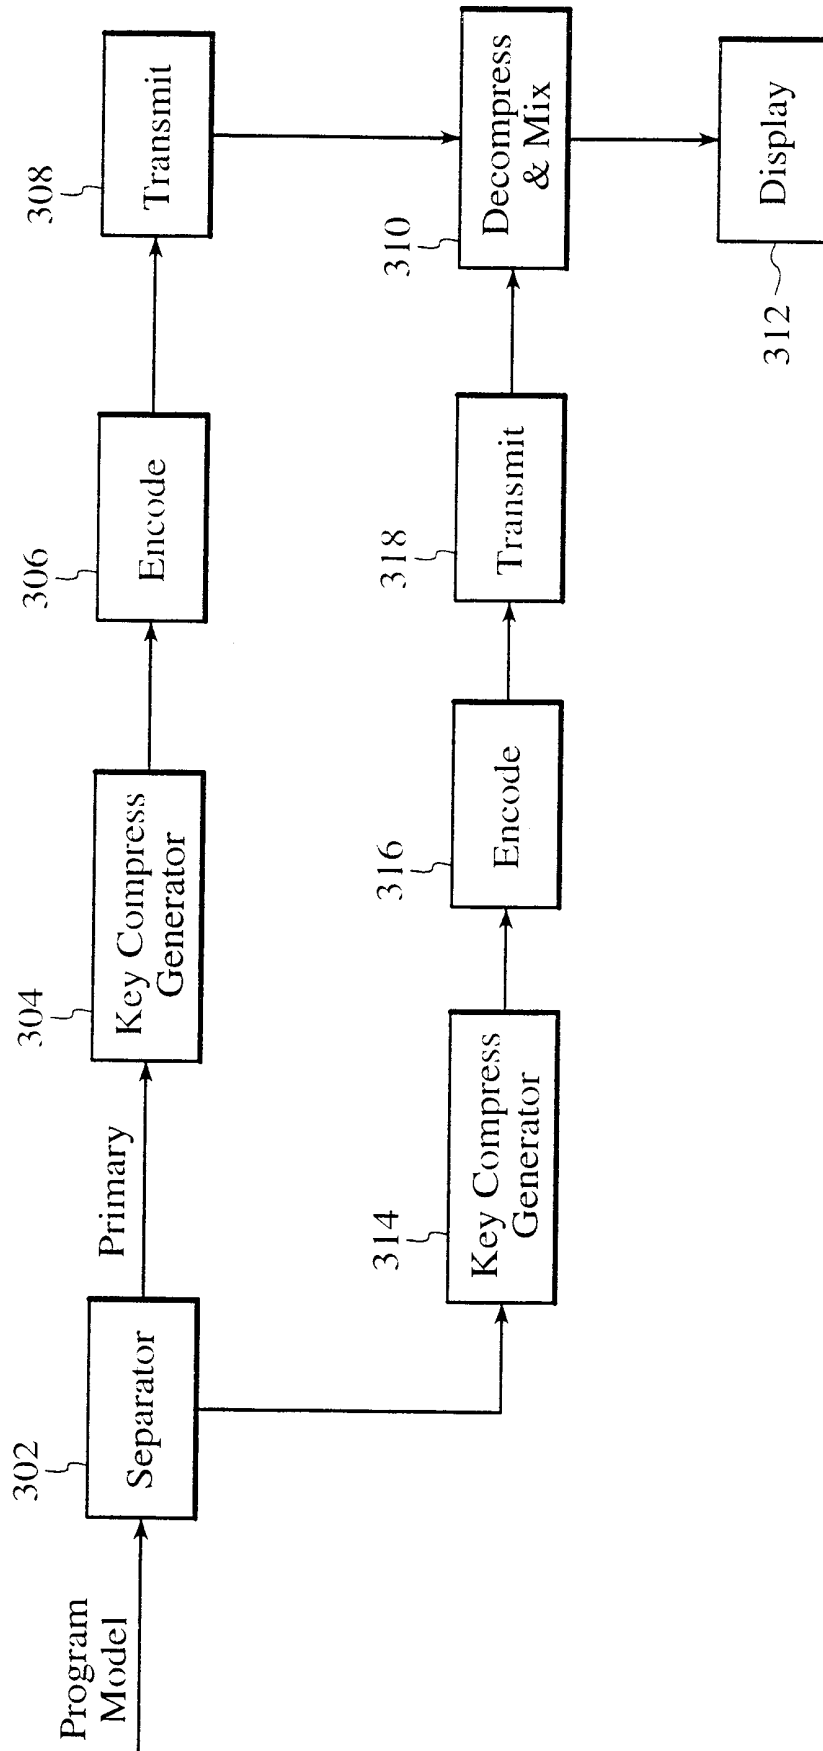 Program
Model
302
Separator
Primary
304
Key Compress
Generator
306
Encode
308
Transmit
314
Key Compress
Generator
316
Encode
318
Transmit
310
Decompress
& Mix
312
Display